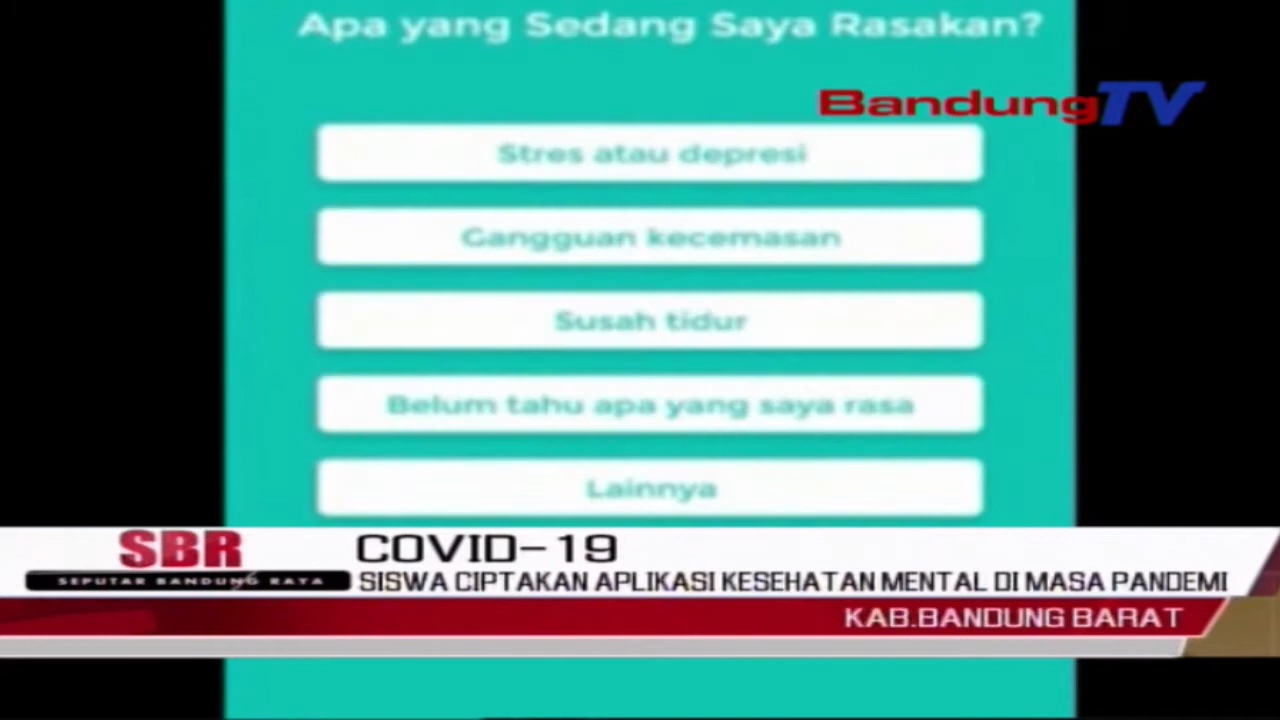 Apa yang Sedang Saya Rasakan?
BandungTV
Stres atau depresi
Gangguan kecemasan
Susah tidur
Belum tahu apa yang saya rasa
Lainnya
SBR
SEPUTAR BANDUNG RAYA
COVID-19
SISWA CIPTAKAN APLIKASI KESEHATAN MENTAL DI MASA PANDEMI
KAB.BANDUNG BARAT